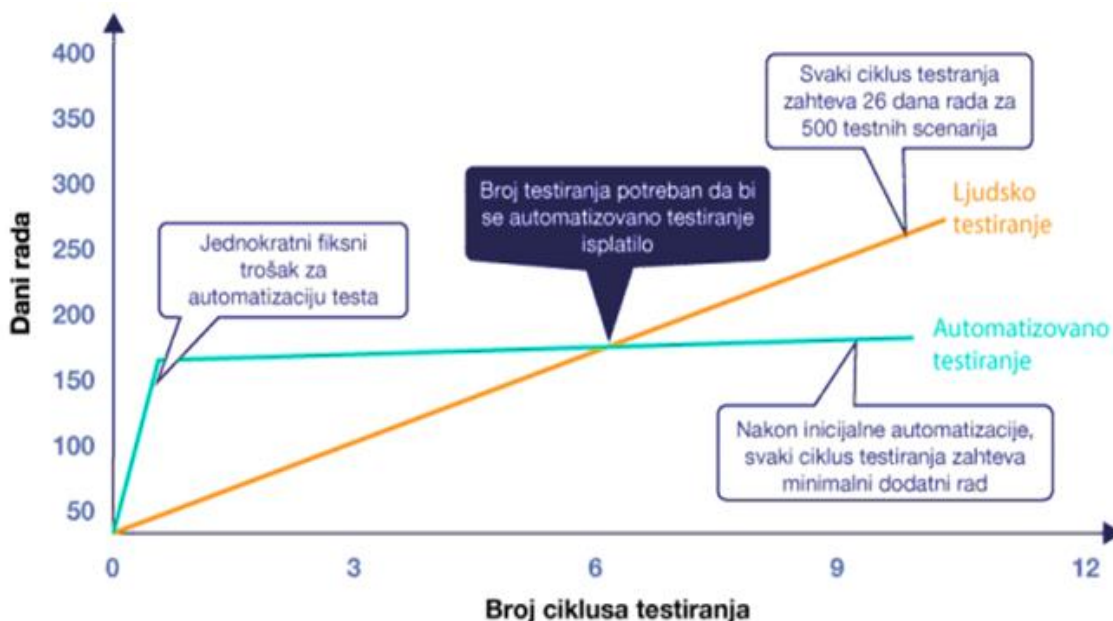 400
350
300
250
200
150
100
50
Dani rada
Jednokratni fiksni
trošak za
automatizaciju testa
Broj testiranja potreban da bi
se automatizovano testiranje
isplatilo
Svaki ciklus testranja
zahteva 26 dana rada za
500 testnih scenarija
Ljudsko
testiranje
Automatizovano
testiranje
Nakon inicijalne automatizacije,
svaki ciklus testiranja zahteva
minimalni dodatni rad
0 3 6 9 12
Broj ciklusa testiranja